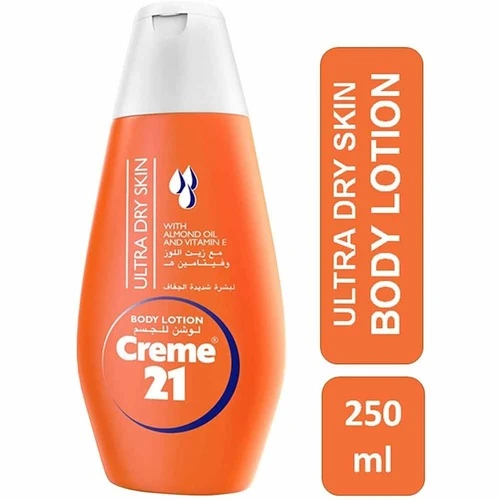 ULTRA DRY SKIN
WITH
ALMOND OIL
AND VITAMIN E
مع زيت اللوز
وفيتامين هـ
لبشرة شديدة الجفاف
BODY LOTION
لوشن للجسم
Creme®
21
ULTRA DRY SKIN
BODY LOTION
250
ml